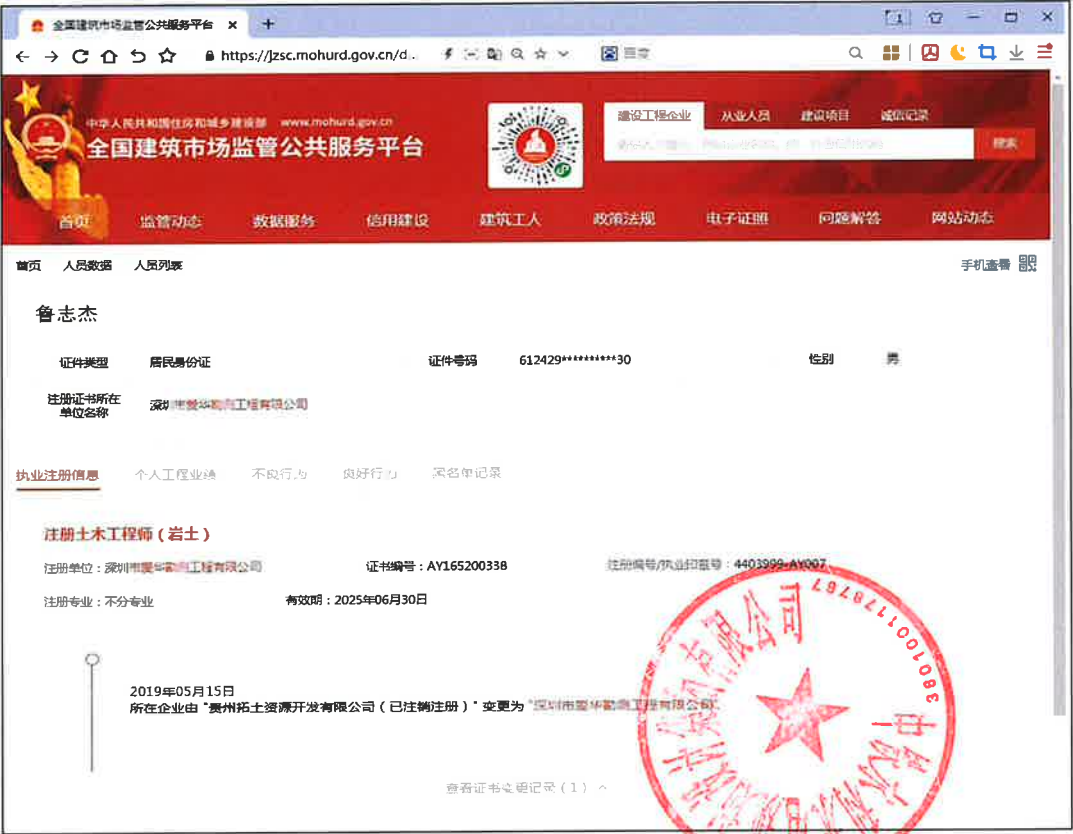 全国建筑市场监管公共服务平台
https://jzsc.mohurd.gov.cn/d...
百度
中华人民共和国住房和城乡建设部 www.mohurd.gov.cn
全国建筑市场监管公共服务平台
建设工程企业 从业人员 建设项目 诚信记录
搜索
首页 监管动态 数据服务 信用建设 建筑工人 政策法规 电子证照 问题解答 网站动态
首页 人员数据 人员列表 手机查看
鲁志杰
证件类型 居民身份证 证件号码 612429**********30 性别 男
注册证书所在
单位名称
深圳市爱华勘测工程有限公司
执业注册信息 个人工程业绩 不良行为 良好行为 黑名单记录
注册土木工程师（岩土）
注册单位：深圳市爱华勘测工程有限公司 证书编号：AY165200338 注册编号/执业印章号：4403999-AY007
注册专业：不分专业 有效期：2025年06月30日
2019年05月15日
所在企业由 "贵州拓土资源开发有限公司（已注销注册）" 变更为 "深圳市爱华勘测工程有限公司"
查看证书变更记录（1）